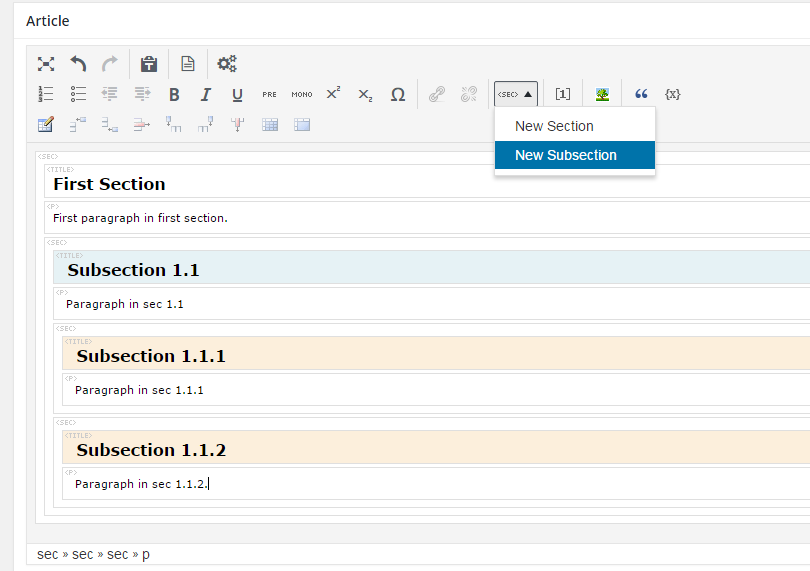 Article
B I U PRE MONO X² X₂ Ω <SEC> ▲ [1] “ {x}
New Section
New Subsection
<SEC>
<TITLE>
First Section
<P>
First paragraph in first section.
<SEC>
<TITLE>
Subsection 1.1
<P>
Paragraph in sec 1.1
<SEC>
<TITLE>
Subsection 1.1.1
<P>
Paragraph in sec 1.1.1
<SEC>
<TITLE>
Subsection 1.1.2
<P>
Paragraph in sec 1.1.2.
sec » sec » sec » p